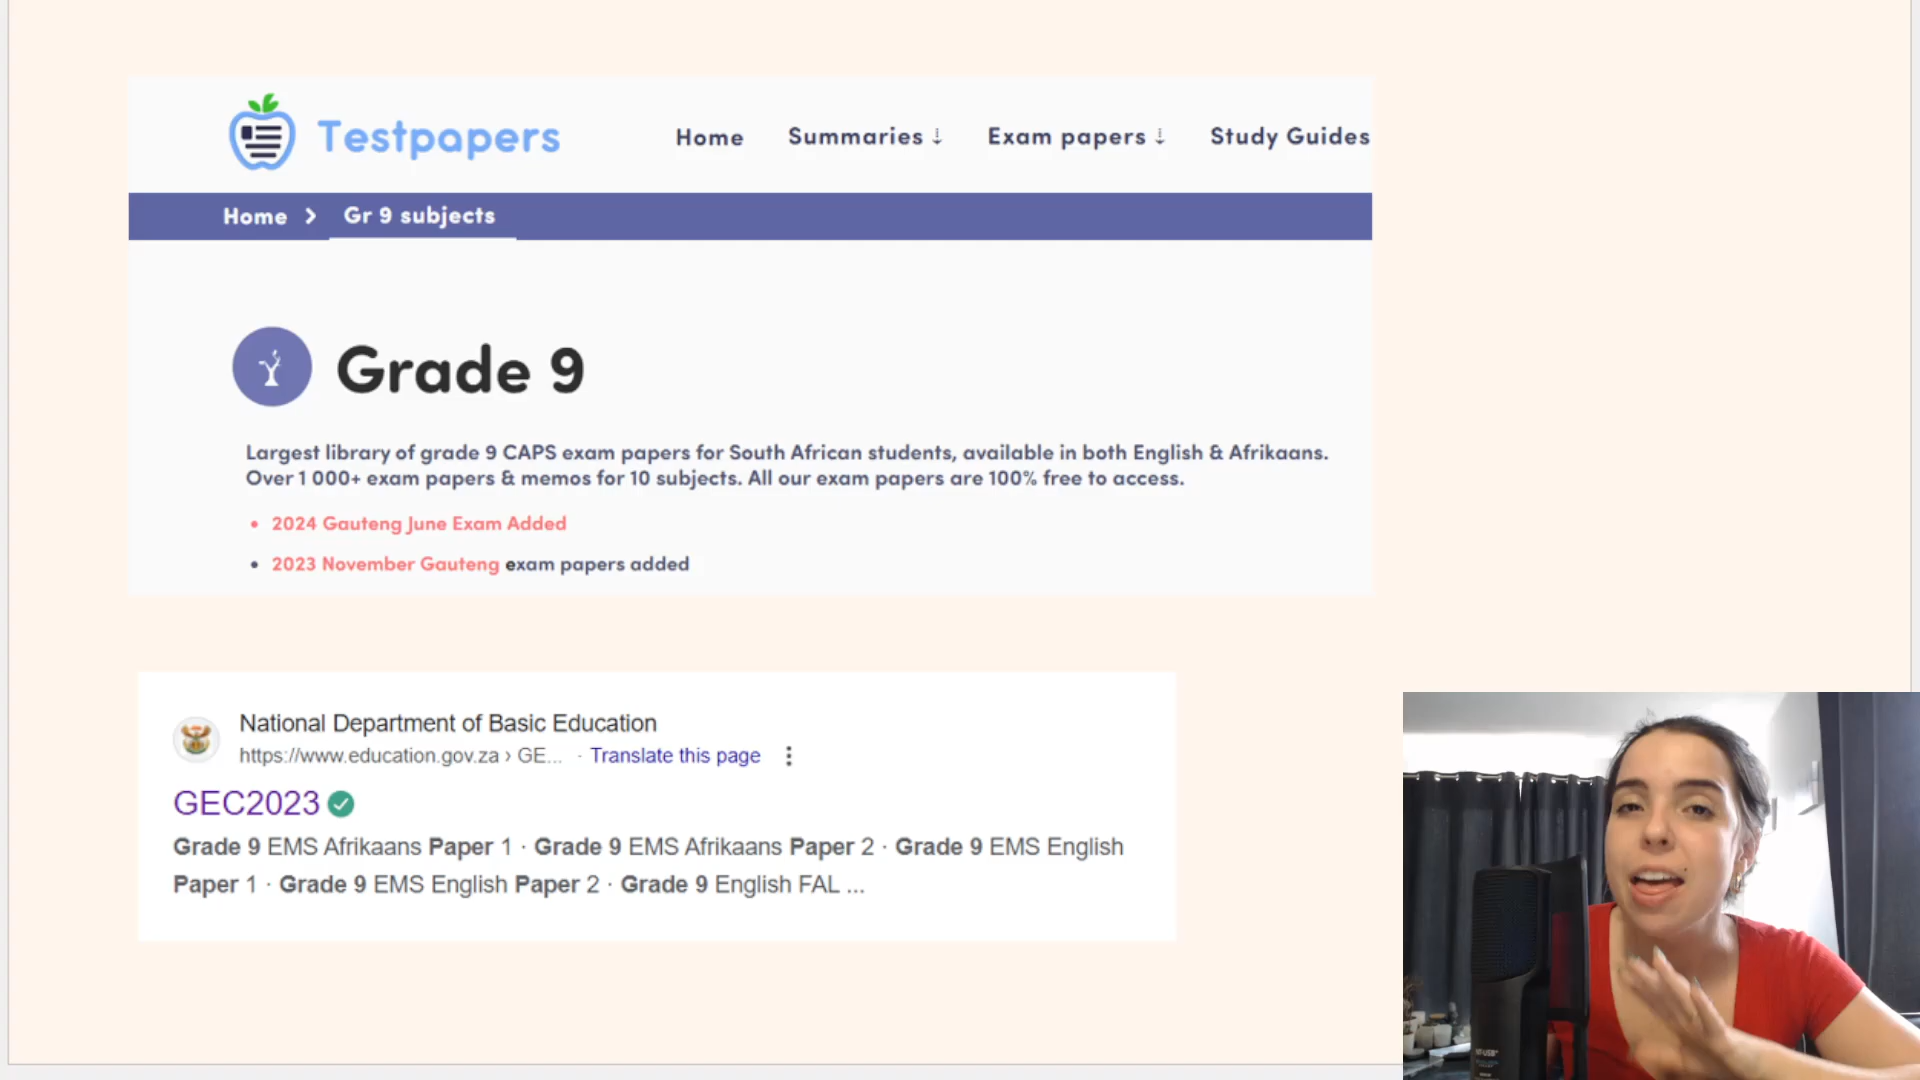 Testpapers
Home Summaries ↓ Exam papers ↓ Study Guides
Home > Gr 9 subjects
Grade 9
Largest library of grade 9 CAPS exam papers for South African students, available in both English & Afrikaans.
Over 1 000+ exam papers & memos for 10 subjects. All our exam papers are 100% free to access.
• 2024 Gauteng June Exam Added
• 2023 November Gauteng exam papers added
National Department of Basic Education
https://www.education.gov.za › GE... · Translate this page
GEC2023
Grade 9 EMS Afrikaans Paper 1 · Grade 9 EMS Afrikaans Paper 2 · Grade 9 EMS English
Paper 1 · Grade 9 EMS English Paper 2 · Grade 9 English FAL ...